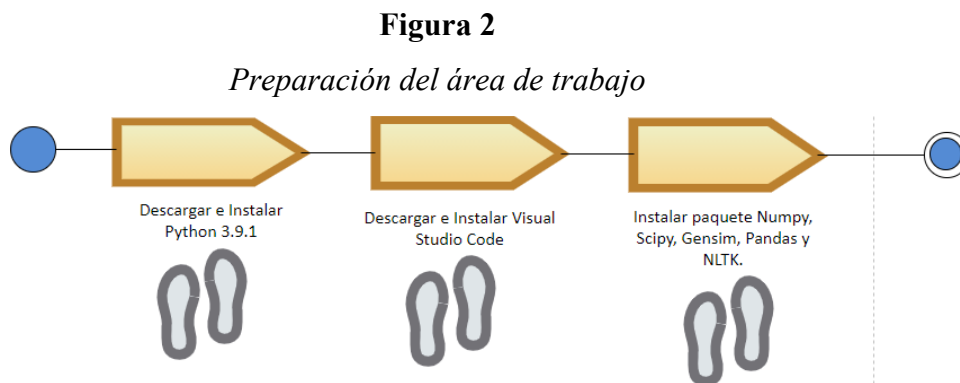 Figura 2
Preparación del área de trabajo
Descargar e Instalar
Python 3.9.1
Descargar e Instalar Visual
Studio Code
Instalar paquete Numpy,
Scipy, Gensim, Pandas y
NLTK.